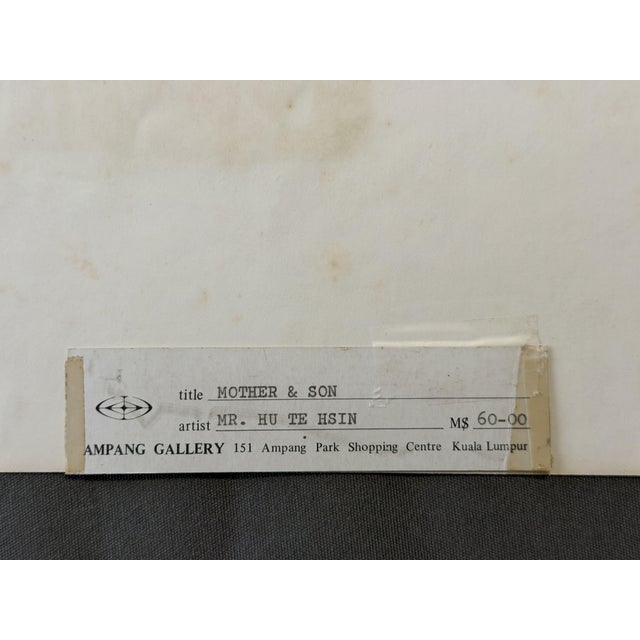 title MOTHER & SON
artist MR. HU TE HSIN M$ 60-00
AMPANG GALLERY 151 Ampang Park Shopping Centre Kuala Lumpur